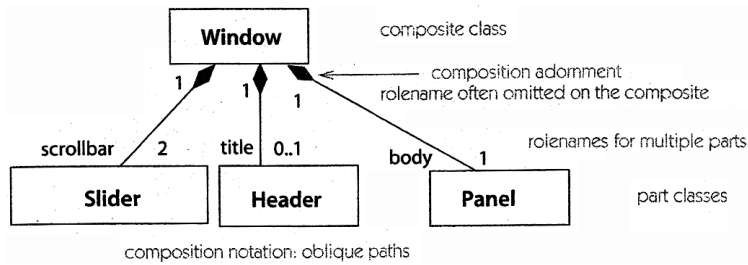 Window
composite class
1
1
1
composition adornment
rolename often omitted on the composite
scrollbar
2
title
0..1
body
1
rolenames for multiple parts
Slider
Header
Panel
part classes
composition notation: oblique paths